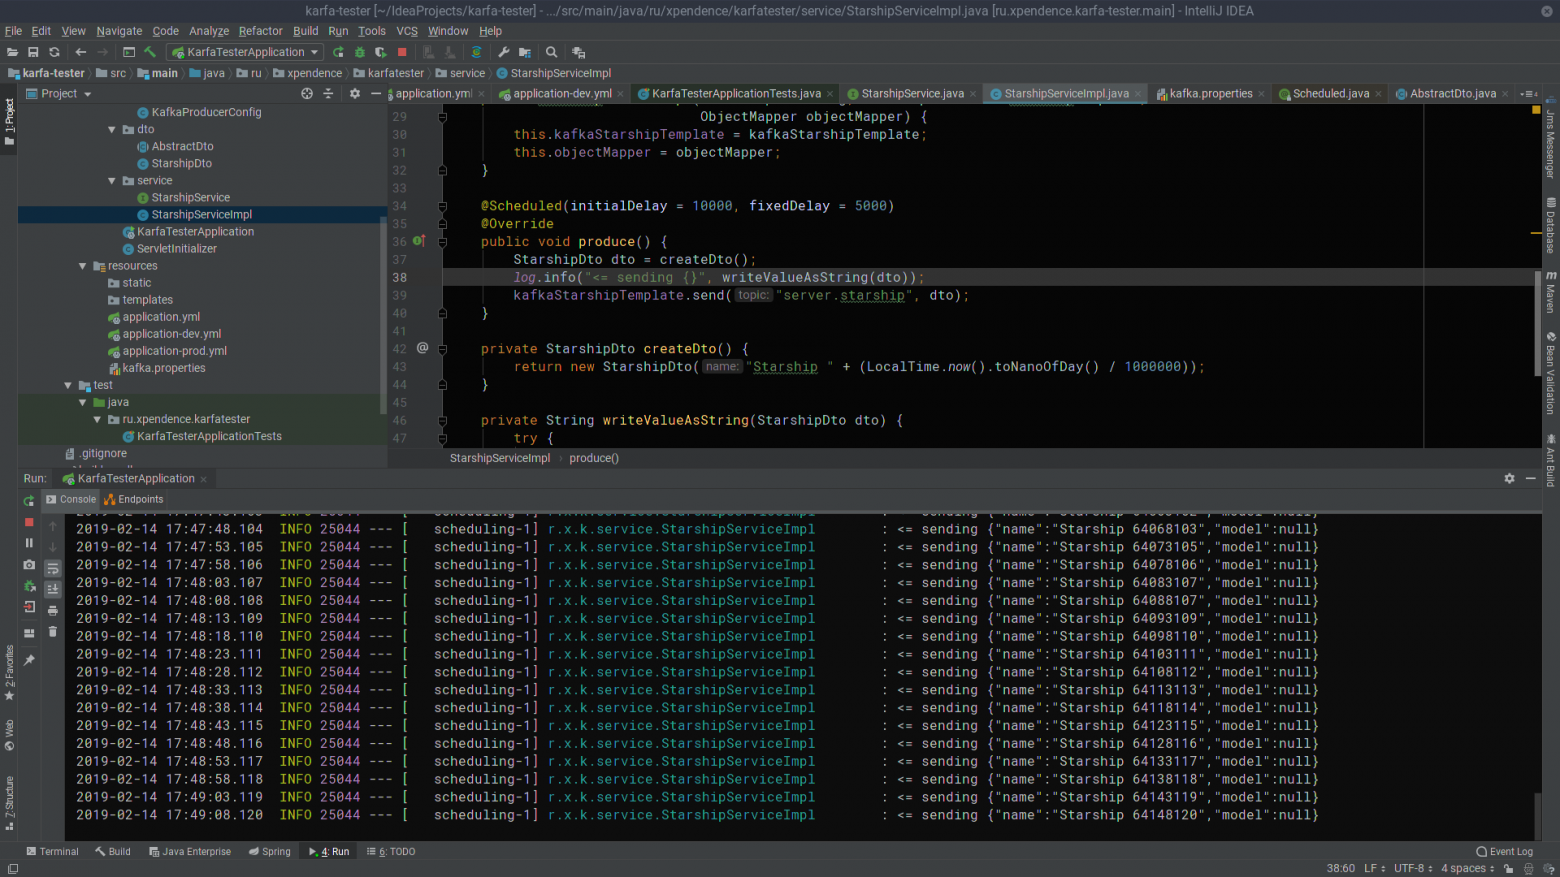 karfa-tester [~/IdeaProjects/karfa-tester] - .../src/main/java/ru/xpendence/karfatester/service/StarshipServiceImpl.java [ru.xpendence.karfa-tester.main] - IntelliJ IDEA
File Edit View Navigate Code Analyze Refactor Build Run Tools VCS Window Help
KarfaTesterApplication
karfa-tester src main java ru xpendence karfatester service StarshipServiceImpl
Project
application.yml application-dev.yml KarfaTesterApplicationTests.java StarshipService.java StarshipServiceImpl.java kafka.properties Scheduled.java AbstractDto.java
1: Project
KafkaProducerConfig
dto
AbstractDto
StarshipDto
service
StarshipService
StarshipServiceImpl
KarfaTesterApplication
ServletInitializer
resources
static
templates
application.yml
application-dev.yml
application-prod.yml
kafka.properties
test
java
ru.xpendence.karfatester
KarfaTesterApplicationTests
.gitignore
29 ObjectMapper objectMapper) {
30 this.kafkaStarshipTemplate = kafkaStarshipTemplate;
31 this.objectMapper = objectMapper;
32 }
33
34 @Scheduled(initialDelay = 10000, fixedDelay = 5000)
35 @Override
36 public void produce() {
37 StarshipDto dto = createDto();
38 log.info("<= sending {}", writeValueAsString(dto));
39 kafkaStarshipTemplate.send( topic: "server.starship", dto);
40 }
41
42 @ private StarshipDto createDto() {
43 return new StarshipDto( name: "Starship " + (LocalTime.now().toNanoOfDay() / 1000000));
44 }
45
46 private String writeValueAsString(StarshipDto dto) {
47 try {
StarshipServiceImpl › produce()
Jms Messenger
Database
Maven
Bean Validation
Ant Build
Run: KarfaTesterApplication
Console Endpoints
2019-02-14 17:47:48.104 INFO 25044 --- [ scheduling-1] r.x.k.service.StarshipServiceImpl : <= sending {"name":"Starship 64068103","model":null}
2019-02-14 17:47:53.105 INFO 25044 --- [ scheduling-1] r.x.k.service.StarshipServiceImpl : <= sending {"name":"Starship 64073105","model":null}
2019-02-14 17:47:58.106 INFO 25044 --- [ scheduling-1] r.x.k.service.StarshipServiceImpl : <= sending {"name":"Starship 64078106","model":null}
2019-02-14 17:48:03.107 INFO 25044 --- [ scheduling-1] r.x.k.service.StarshipServiceImpl : <= sending {"name":"Starship 64083107","model":null}
2019-02-14 17:48:08.108 INFO 25044 --- [ scheduling-1] r.x.k.service.StarshipServiceImpl : <= sending {"name":"Starship 64088107","model":null}
2019-02-14 17:48:13.109 INFO 25044 --- [ scheduling-1] r.x.k.service.StarshipServiceImpl : <= sending {"name":"Starship 64093109","model":null}
2019-02-14 17:48:18.110 INFO 25044 --- [ scheduling-1] r.x.k.service.StarshipServiceImpl : <= sending {"name":"Starship 64098110","model":null}
2019-02-14 17:48:23.111 INFO 25044 --- [ scheduling-1] r.x.k.service.StarshipServiceImpl : <= sending {"name":"Starship 64103111","model":null}
2019-02-14 17:48:28.112 INFO 25044 --- [ scheduling-1] r.x.k.service.StarshipServiceImpl : <= sending {"name":"Starship 64108112","model":null}
2019-02-14 17:48:33.113 INFO 25044 --- [ scheduling-1] r.x.k.service.StarshipServiceImpl : <= sending {"name":"Starship 64113113","model":null}
2019-02-14 17:48:38.114 INFO 25044 --- [ scheduling-1] r.x.k.service.StarshipServiceImpl : <= sending {"name":"Starship 64118114","model":null}
2019-02-14 17:48:43.115 INFO 25044 --- [ scheduling-1] r.x.k.service.StarshipServiceImpl : <= sending {"name":"Starship 64123115","model":null}
2019-02-14 17:48:48.116 INFO 25044 --- [ scheduling-1] r.x.k.service.StarshipServiceImpl : <= sending {"name":"Starship 64128116","model":null}
2019-02-14 17:48:53.117 INFO 25044 --- [ scheduling-1] r.x.k.service.StarshipServiceImpl : <= sending {"name":"Starship 64133117","model":null}
2019-02-14 17:48:58.118 INFO 25044 --- [ scheduling-1] r.x.k.service.StarshipServiceImpl : <= sending {"name":"Starship 64138118","model":null}
2019-02-14 17:49:03.119 INFO 25044 --- [ scheduling-1] r.x.k.service.StarshipServiceImpl : <= sending {"name":"Starship 64143119","model":null}
2019-02-14 17:49:08.120 INFO 25044 --- [ scheduling-1] r.x.k.service.StarshipServiceImpl : <= sending {"name":"Starship 64148120","model":null}
2: Favorites
Web
7: Structure
Terminal Build Java Enterprise Spring 4: Run 6: TODO Event Log
38:60 LF UTF-8 4 spaces